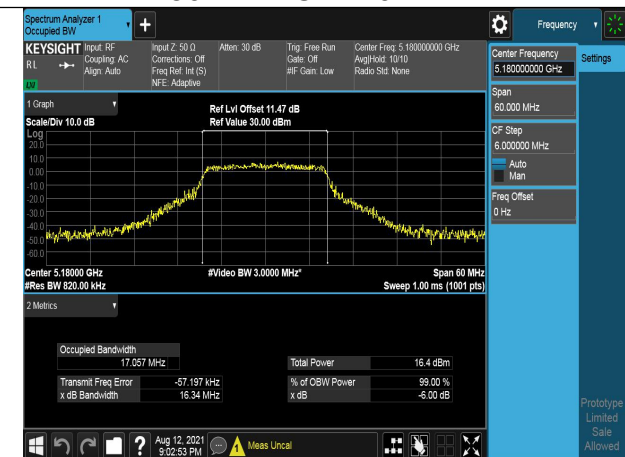 Spectrum Analyzer 1
Occupied BW
+
Frequency
KEYSIGHT
R L
LXI
Input: RF
Coupling: AC
Align: Auto
Input Z: 50 Ω
Corrections: Off
Freq Ref: Int (S)
NFE: Adaptive
Atten: 30 dB
Trig: Free Run
Gate: Off
#IF Gain: Low
Center Freq: 5.180000000 GHz
Avg|Hold: 10/10
Radio Std: None
Center Frequency
5.180000000 GHz
Settings
Span
60.000 MHz
CF Step
6.000000 MHz
Auto
Man
Freq Offset
0 Hz
1 Graph
Scale/Div 10.0 dB
Ref Lvl Offset 11.47 dB
Ref Value 30.00 dBm
Log
20.0
10.0
0.00
-10.0
-20.0
-30.0
-40.0
-50.0
-60.0
Center 5.18000 GHz
#Res BW 820.00 kHz
#Video BW 3.0000 MHz*
Span 60 MHz
Sweep 1.00 ms (1001 pts)
2 Metrics
Occupied Bandwidth
17.057 MHz
Total Power 16.4 dBm
Transmit Freq Error -57.197 kHz
% of OBW Power 99.00 %
x dB Bandwidth 16.34 MHz
x dB -6.00 dB
Prototype
Limited
Sale
Allowed
?
Aug 12, 2021
9:02:53 PM
1
Meas Uncal